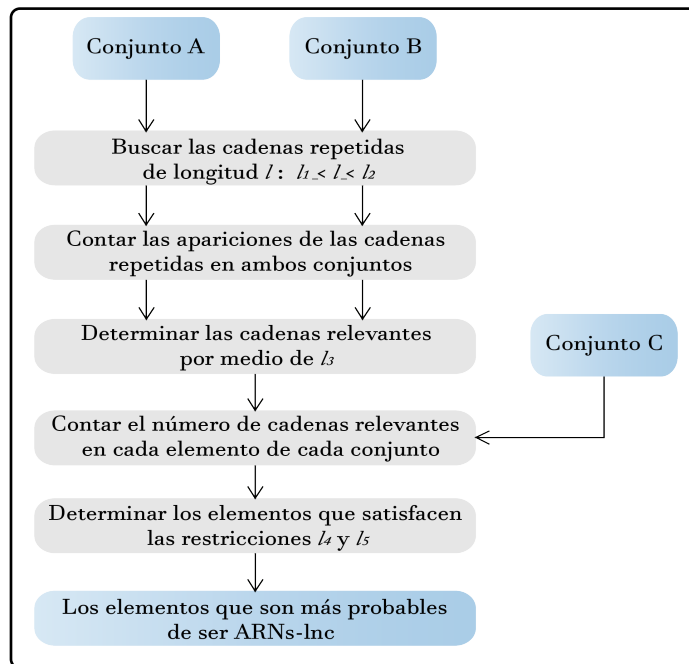 Conjunto A
Conjunto B
Buscar las cadenas repetidas
de longitud l : l₁ ≤ l ≤ l₂
Contar las apariciones de las cadenas
repetidas en ambos conjuntos
Determinar las cadenas relevantes
por medio de l₃
Conjunto C
Contar el número de cadenas relevantes
en cada elemento de cada conjunto
Determinar los elementos que satisfacen
las restricciones l₄ y l₅
Los elementos que son más probables
de ser ARNs-lnc